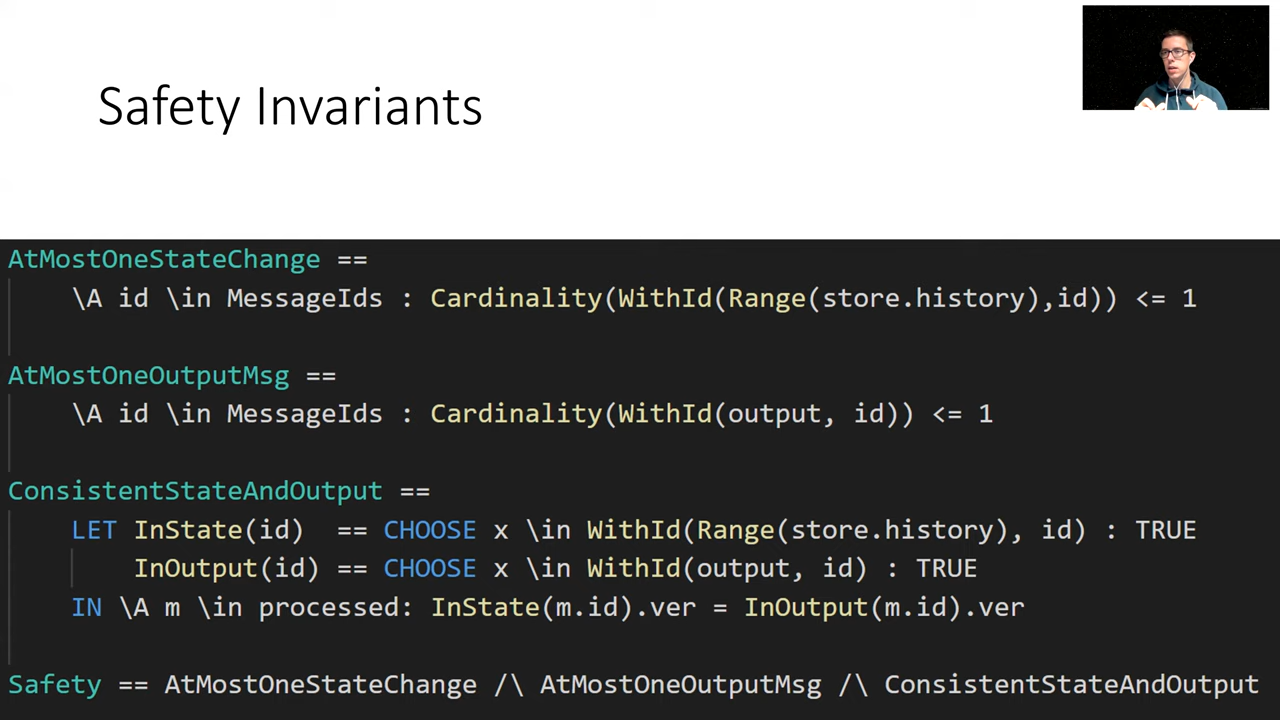 Safety Invariants
AtMostOneStateChange ==
\A id \in MessageIds : Cardinality(WithId(Range(store.history),id)) <= 1
AtMostOneOutputMsg ==
\A id \in MessageIds : Cardinality(WithId(output, id)) <= 1
ConsistentStateAndOutput ==
LET InState(id)  == CHOOSE x \in WithId(Range(store.history), id) : TRUE
InOutput(id) == CHOOSE x \in WithId(output, id) : TRUE
IN \A m \in processed: InState(m.id).ver = InOutput(m.id).ver
Safety == AtMostOneStateChange /\ AtMostOneOutputMsg /\ ConsistentStateAndOutput